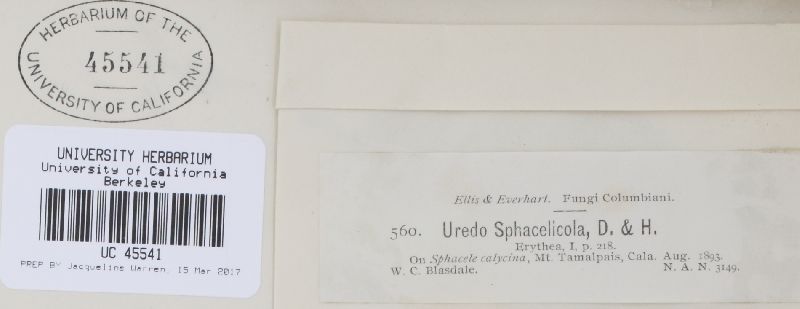 HERBARIUM OF THE
45541
UNIVERSITY OF CALIFORNIA
UNIVERSITY HERBARIUM
University of California
Berkeley
UC 45541
PREP BY Jacqueline Warren, 15 Mar 2017
Ellis & Everhart. Fungi Columbiani.
560. Uredo Sphacelicola, D. & H.
Erythea, I, p. 218.
On Sphacele calycina, Mt. Tamalpais, Cala. Aug. 1893.
W. C. Blasdale. N. A. N. 3149.